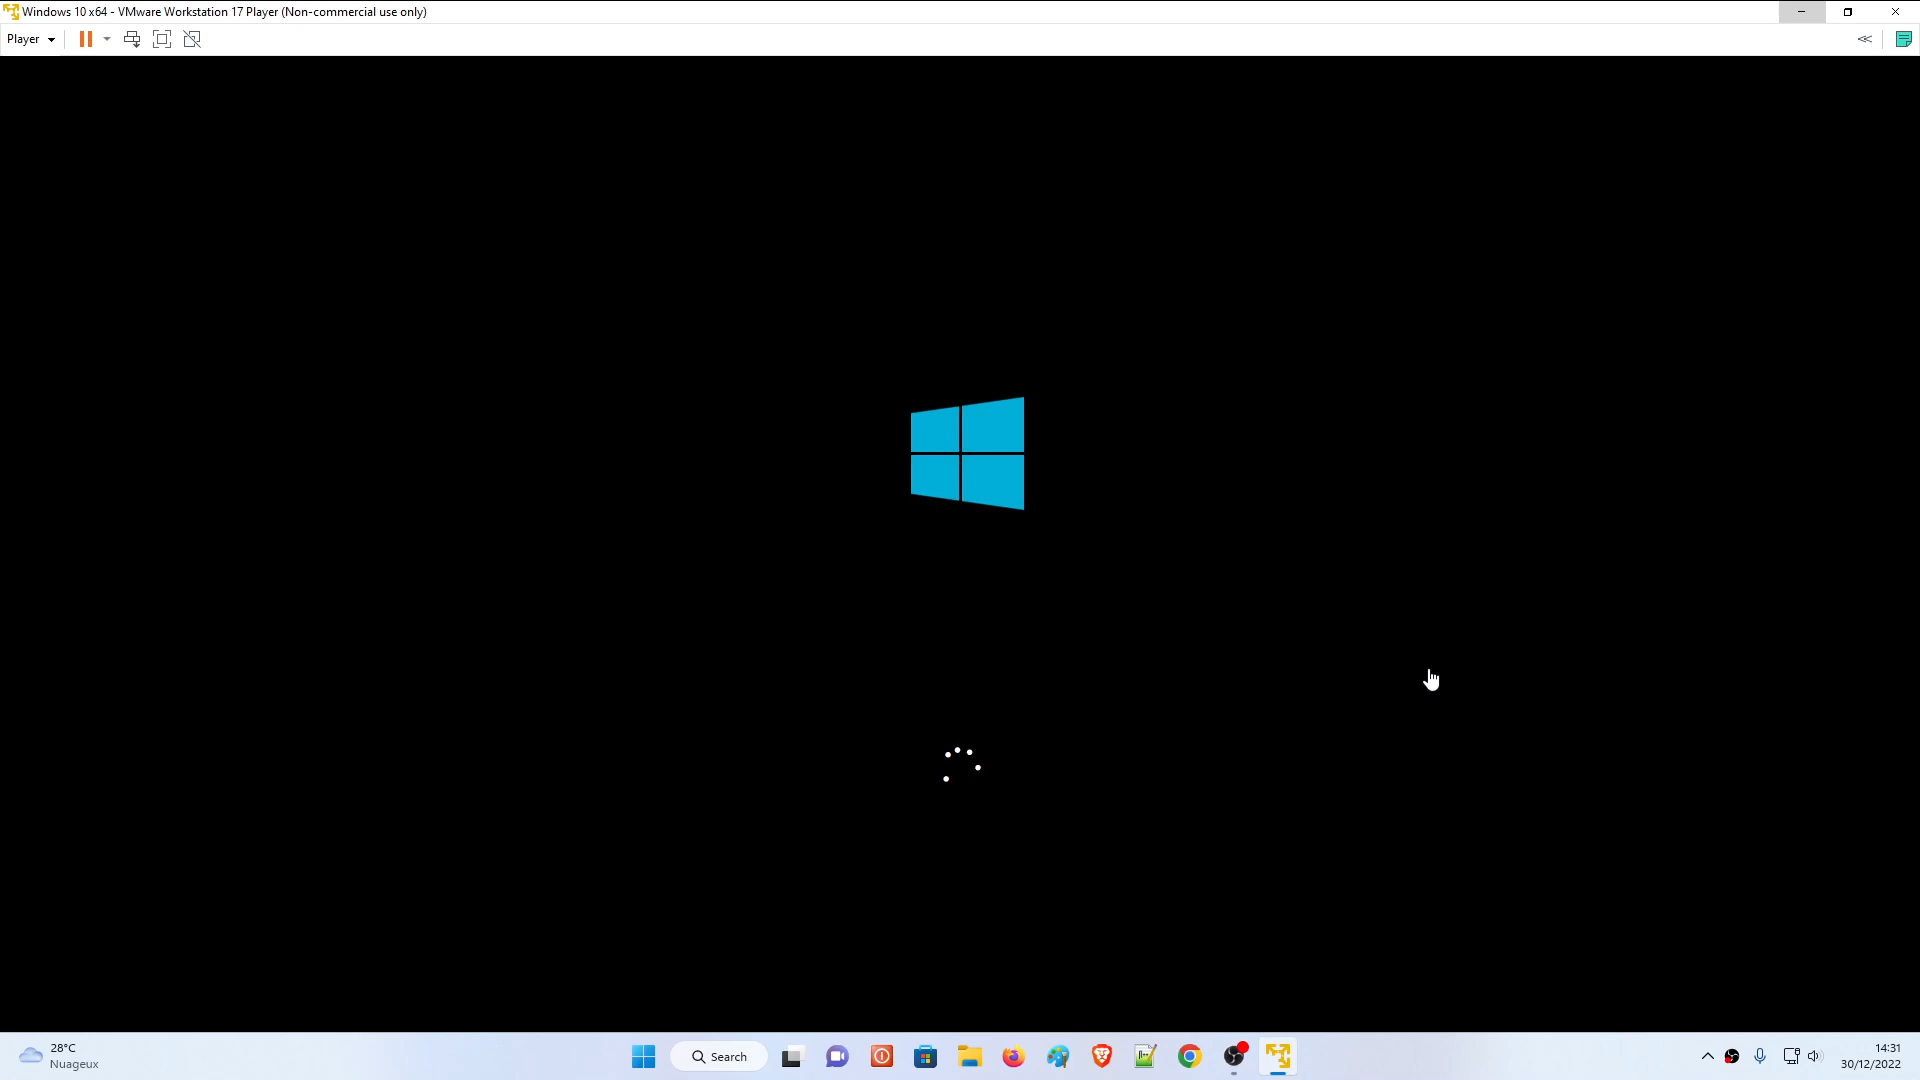 Windows 10 x64 - VMware Workstation 17 Player (Non-commercial use only)
Player
28°C
Nuageux
Search
14:31
30/12/2022